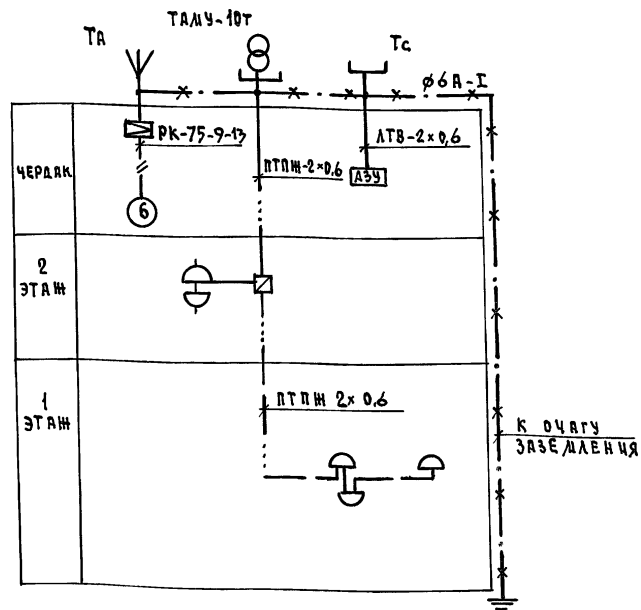 ТАМУ-10Т
ТА
Тс
ø6А-I
РК-75-9-13
ЛТВ-2×0,6
ПТПЖ-2×0,6
АЗУ
ЧЕРДАК
6
2
ЭТАЖ
1
ЭТАЖ
ПТПЖ 2×0,6
К ОЧАГУ
ЗАЗЕМЛЕНИЯ